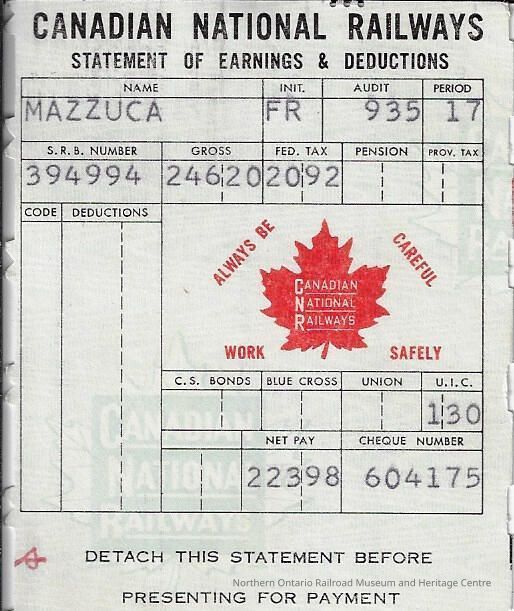 CANADIAN NATIONAL RAILWAYS
STATEMENT OF EARNINGS & DEDUCTIONS
NAME INIT. AUDIT PERIOD
MAZZUCA FR 935 17
S.R.B. NUMBER GROSS FED. TAX PENSION PROV. TAX
394994 24620 2092
CODE DEDUCTIONS
ALWAYS BE CAREFUL
CANADIAN
NATIONAL
RAILWAYS
WORK SAFELY
C.S. BONDS BLUE CROSS UNION U.I.C.
130
NET PAY CHEQUE NUMBER
22398 604175
CANADIAN
NATIONAL
RAILWAYS
DETACH THIS STATEMENT BEFORE
Northern Ontario Railroad Museum and Heritage Centre
PRESENTING FOR PAYMENT